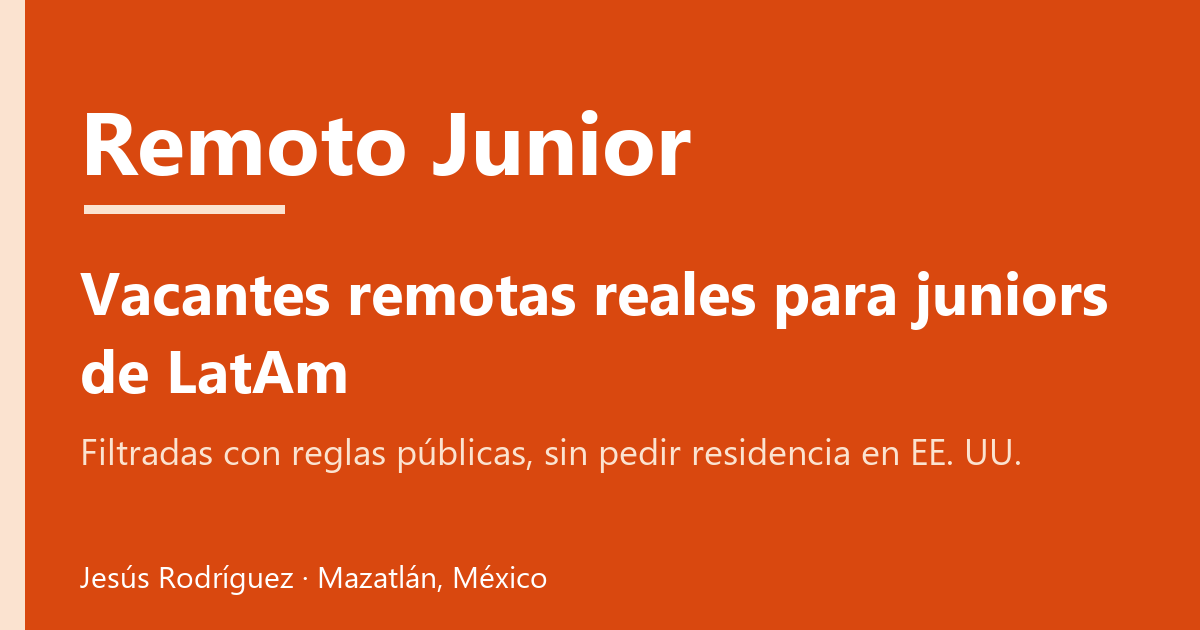 Remoto Junior
Vacantes remotas reales para juniors
de LatAm
Filtradas con reglas públicas, sin pedir residencia en EE. UU.
Jesús Rodríguez · Mazatlán, México